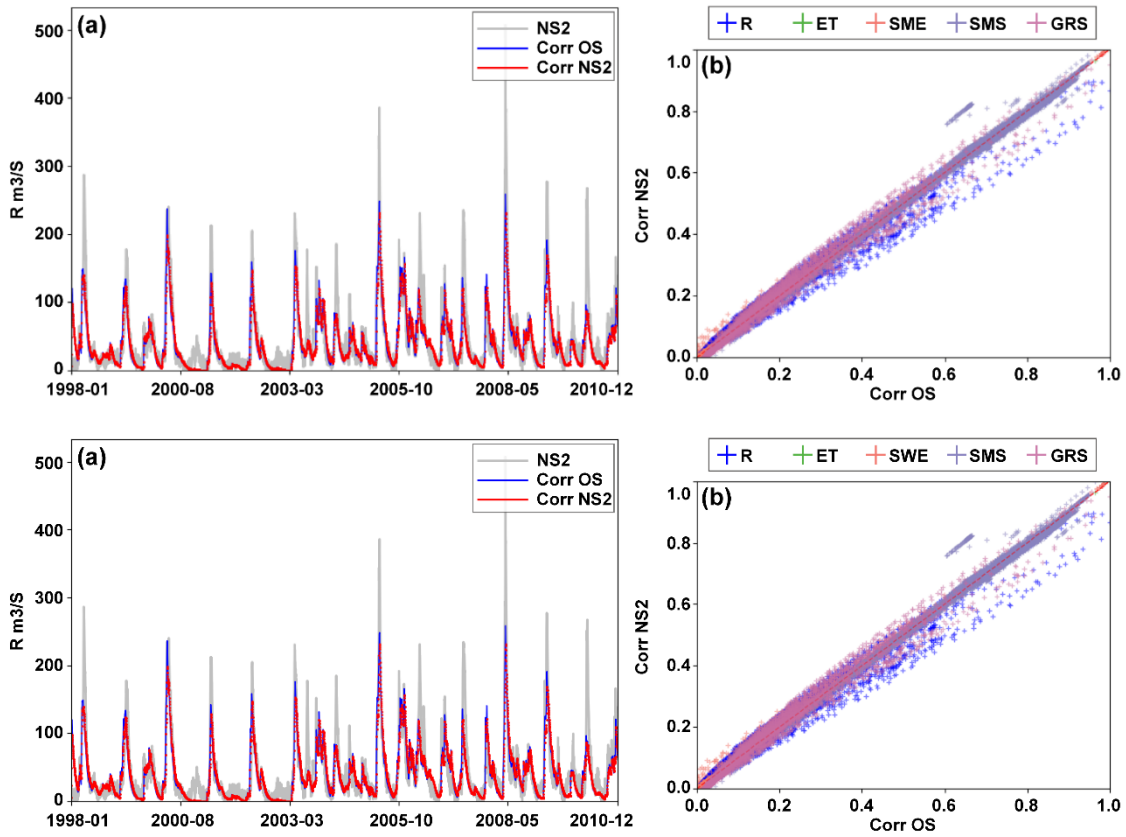 (a)
NS2
Corr OS
Corr NS2
500
400
300
200
100
0
R m3/S
1998-01 2000-08 2003-03 2005-10 2008-05 2010-12
R ET SME SMS GRS
(b)
1.0
0.8
0.6
0.4
0.2
0.0
Corr NS2
0.0 0.2 0.4 0.6 0.8 1.0
Corr OS
(a)
NS2
Corr OS
Corr NS2
500
400
300
200
100
0
R m3/S
1998-01 2000-08 2003-03 2005-10 2008-05 2010-12
R ET SWE SMS GRS
(b)
1.0
0.8
0.6
0.4
0.2
0.0
Corr NS2
0.0 0.2 0.4 0.6 0.8 1.0
Corr OS